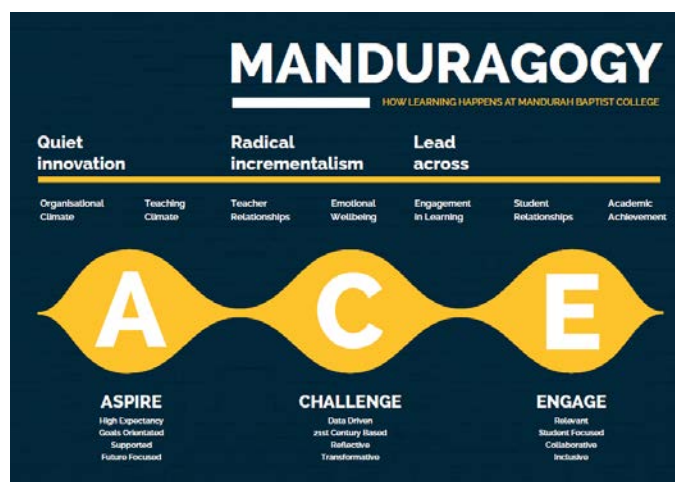 MANDURAGOGY
HOW LEARNING HAPPENS AT MANDURAH BAPTIST COLLEGE
Quiet
innovation
Radical
incrementalism
Lead
across
Organisational
Climate
Teaching
Climate
Teacher
Relationships
Emotional
Wellbeing
Engagement
in Learning
Student
Relationships
Academic
Achievement
A
C
E
ASPIRE
High Expectancy
Goals Orientated
Supported
Future Focused
CHALLENGE
Data Driven
21st Century Based
Reflective
Transformative
ENGAGE
Relevant
Student Focused
Collaborative
Inclusive